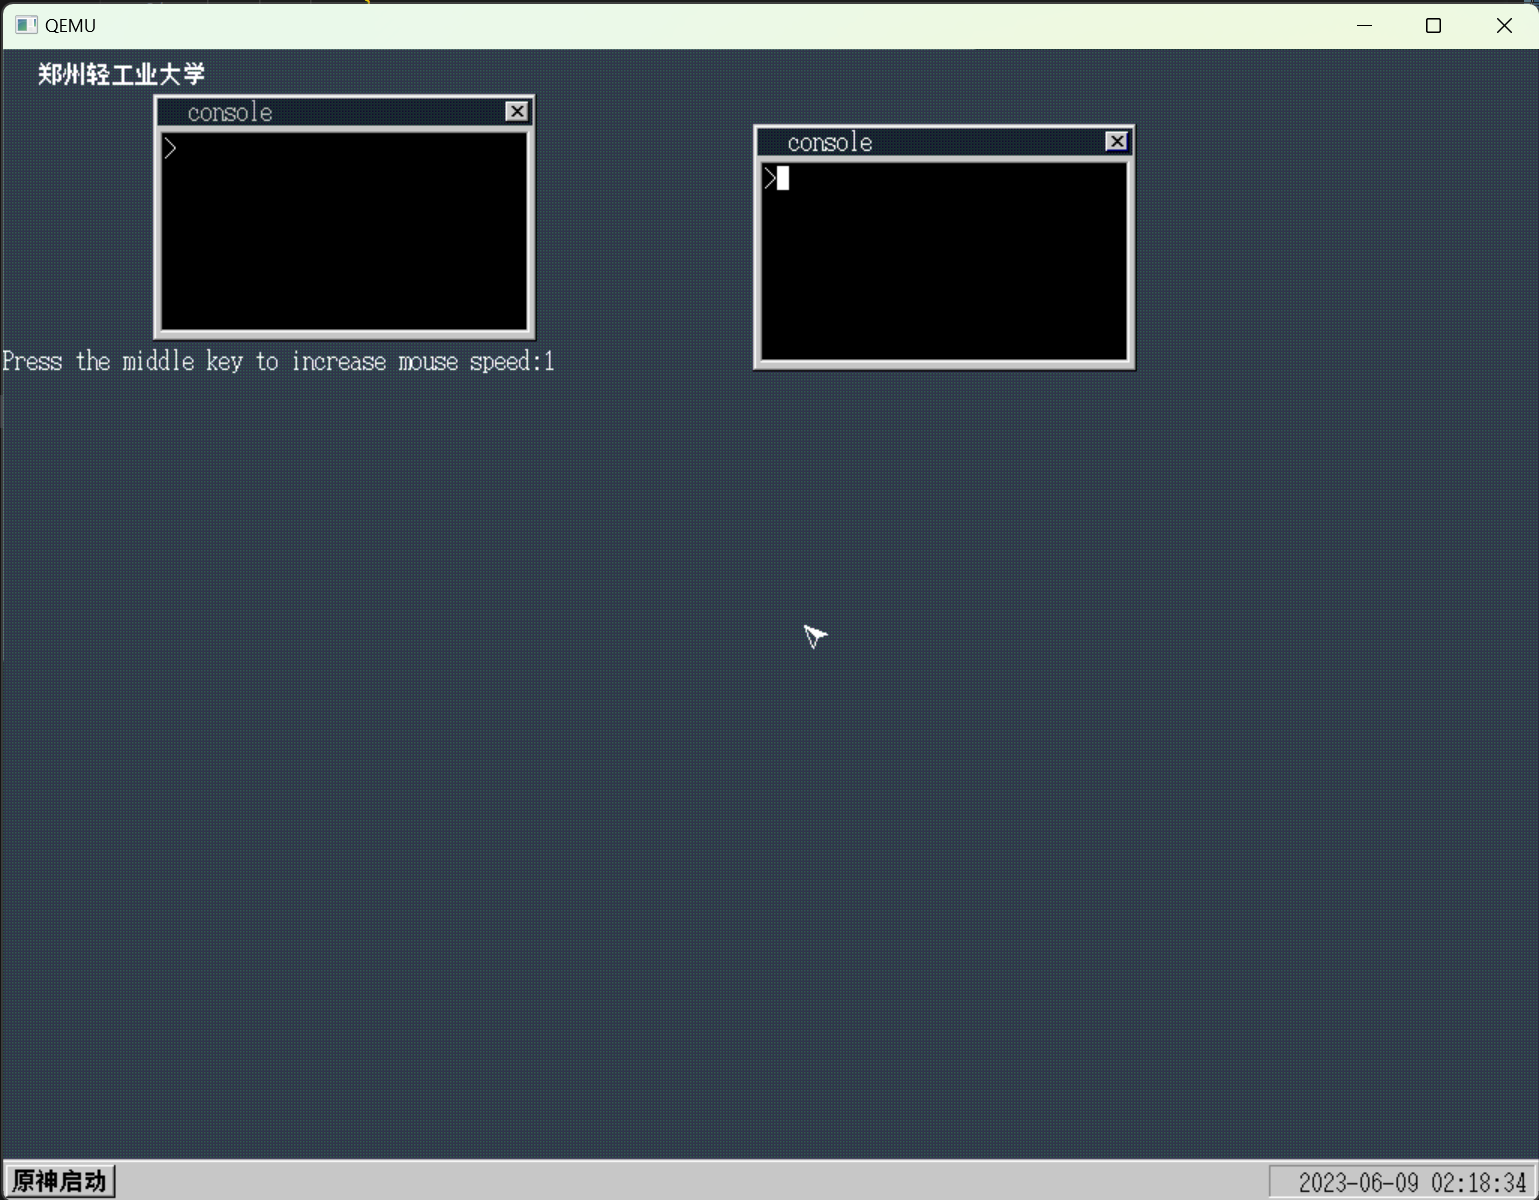 QEMU
郑州轻工业大学
console
>
console
>
Press the middle key to increase mouse speed:1
原神启动
2023-06-09 02:18:34